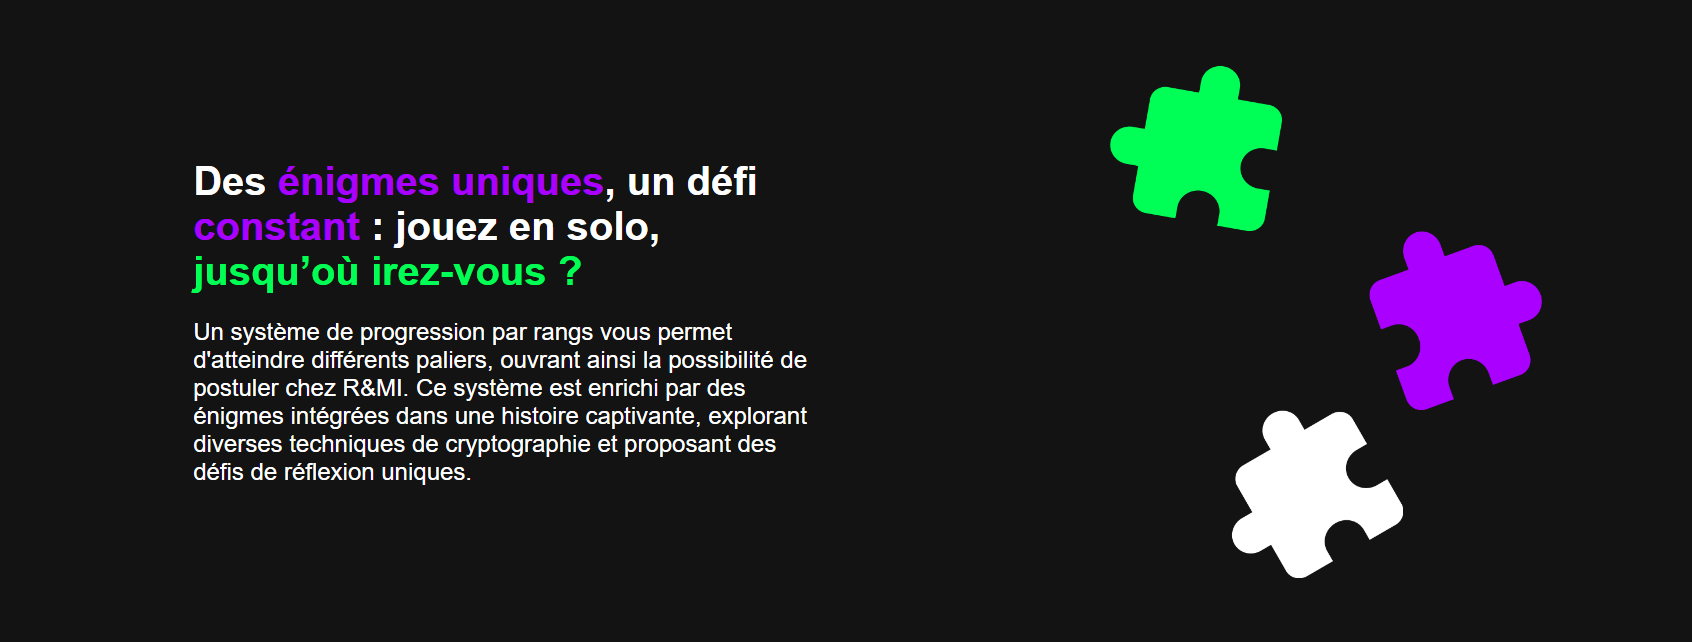 Des énigmes uniques, un défi
constant : jouez en solo,
jusqu’où irez-vous ?
Un système de progression par rangs vous permet
d'atteindre différents paliers, ouvrant ainsi la possibilité de
postuler chez R&MI. Ce système est enrichi par des
énigmes intégrées dans une histoire captivante, explorant
diverses techniques de cryptographie et proposant des
défis de réflexion uniques.